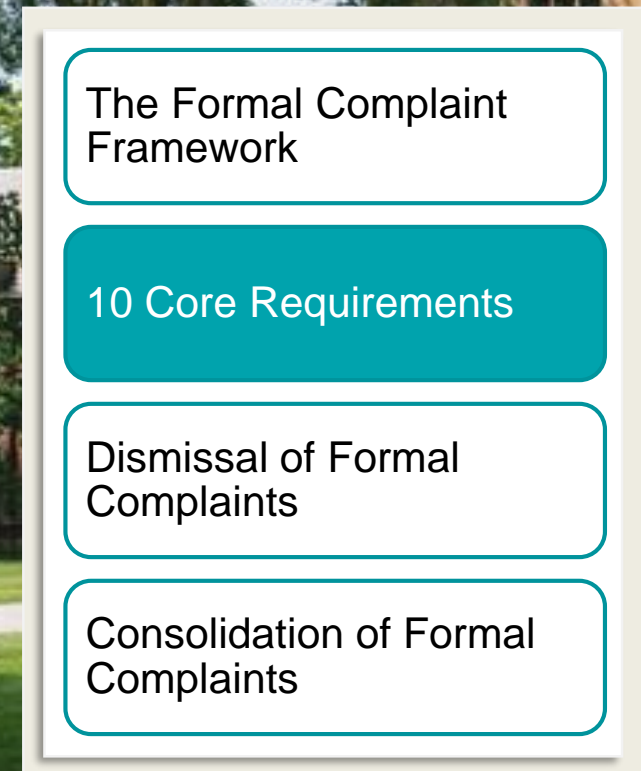 The Formal Complaint
Framework
10 Core Requirements
Dismissal of Formal
Complaints
Consolidation of Formal
Complaints